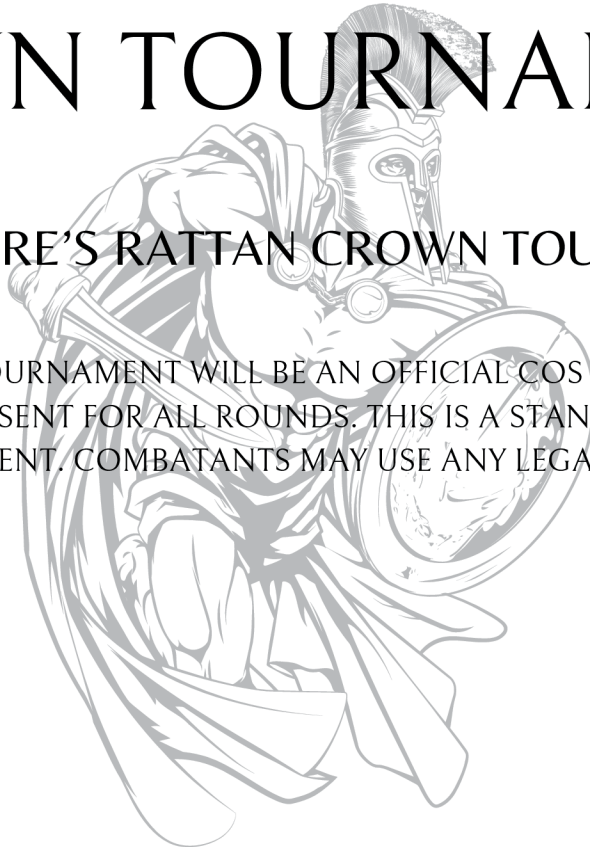 N TOURNA
RE’S RATTAN CROWN TOU
OURNAMENT WILL BE AN OFFICIAL COS
SENT FOR ALL ROUNDS. THIS IS A STAN
ENT. COMBATANTS MAY USE ANY LEGA